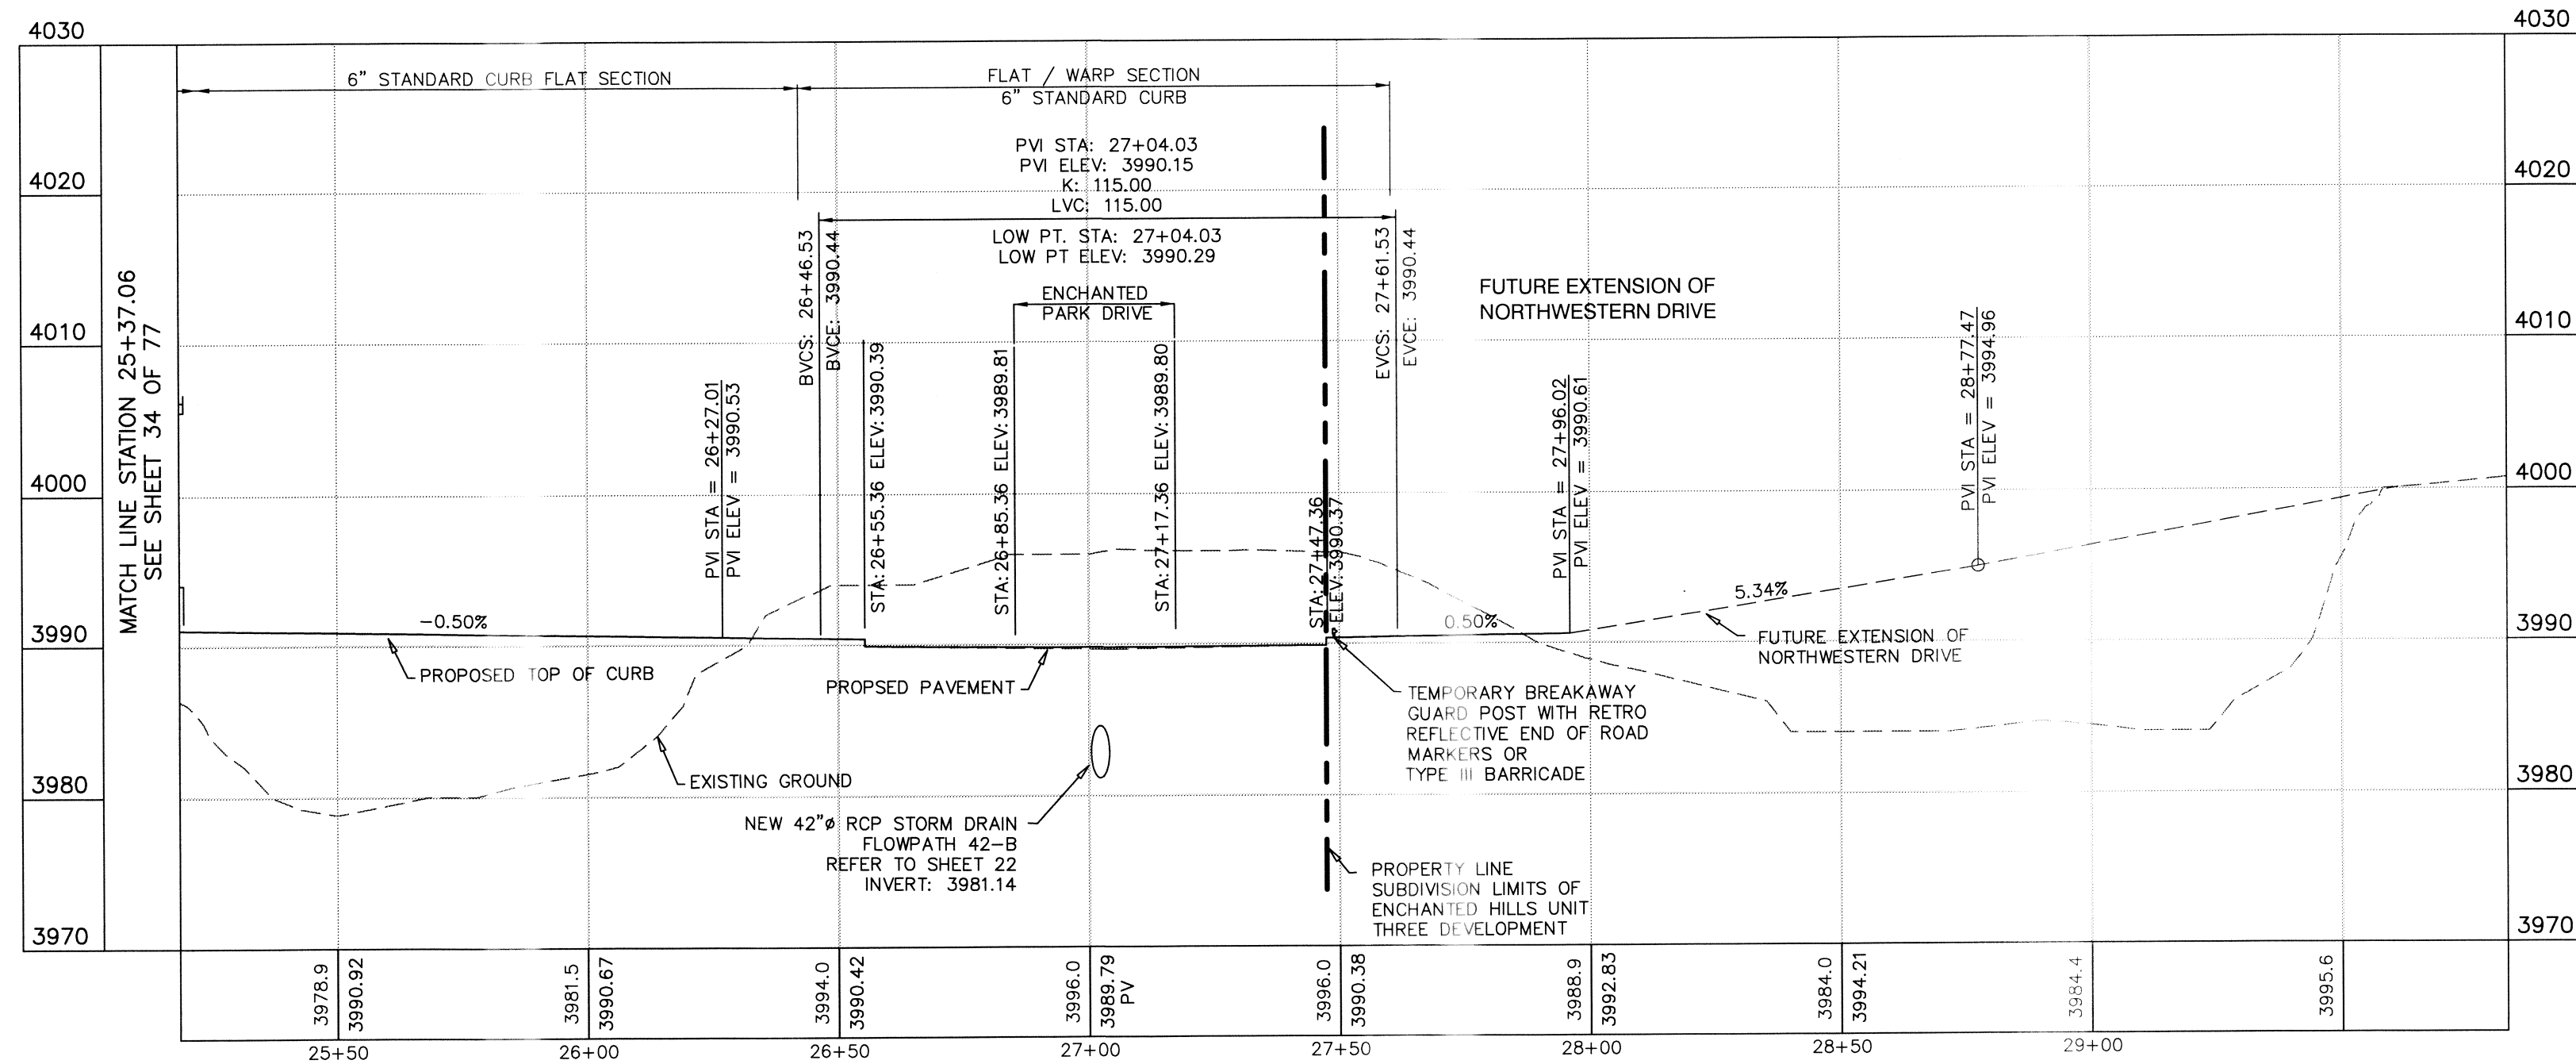 4030
4030
6" STANDARD CURB FLAT SECTION
FLAT / WARP SECTION
6" STANDARD CURB
PVI STA: 27+04.03
PVI ELEV: 3990.15
K: 115.00
LVC: 115.00
4020
4020
LOW PT. STA: 27+04.03
LOW PT ELEV: 3990.29
BVCS: 26+46.53
BVCE: 3990.44
EVCS: 27+61.53
EVCE: 3990.44
ENCHANTED
PARK DRIVE
FUTURE EXTENSION OF
NORTHWESTERN DRIVE
MATCH LINE STATION 25+37.06
SEE SHEET 34 OF 77
4010
4010
PVI STA = 26+27.01
PVI ELEV = 3990.53
STA:26+55.36 ELEV:3990.39
STA:26+85.36 ELEV:3989.81
STA:27+17.36 ELEV:3989.80
STA:27+47.36
ELEV:3990.37
PVI STA = 27+96.02
PVI ELEV = 3990.61
PVI STA = 28+77.47
PVI ELEV = 3994.96
4000
4000
-0.50%
0.50%
5.34%
3990
3990
PROPOSED TOP OF CURB
PROPSED PAVEMENT
FUTURE EXTENSION OF
NORTHWESTERN DRIVE
TEMPORARY BREAKAWAY
GUARD POST WITH RETRO
REFLECTIVE END OF ROAD
MARKERS OR
TYPE III BARRICADE
EXISTING GROUND
3980
3980
NEW 42"ø RCP STORM DRAIN
FLOWPATH 42-B
REFER TO SHEET 22
INVERT: 3981.14
PROPERTY LINE
SUBDIVISION LIMITS OF
ENCHANTED HILLS UNIT
THREE DEVELOPMENT
3970
3970
3978.9
3990.92
3981.5
3990.67
3994.0
3990.42
3996.0
3989.79
PV
3996.0
3990.38
3988.9
3992.83
3984.0
3994.21
3984.4
3995.6
25+50
26+00
26+50
27+00
27+50
28+00
28+50
29+00